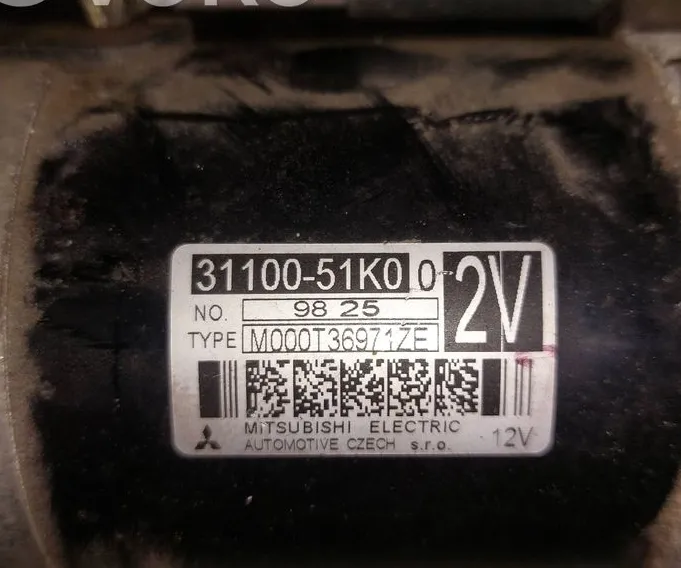 31100-51K0 0 2V
NO. 98 25
TYPE M000T36971ZE
MITSUBISHI ELECTRIC
AUTOMOTIVE CZECH s.r.o. 12V